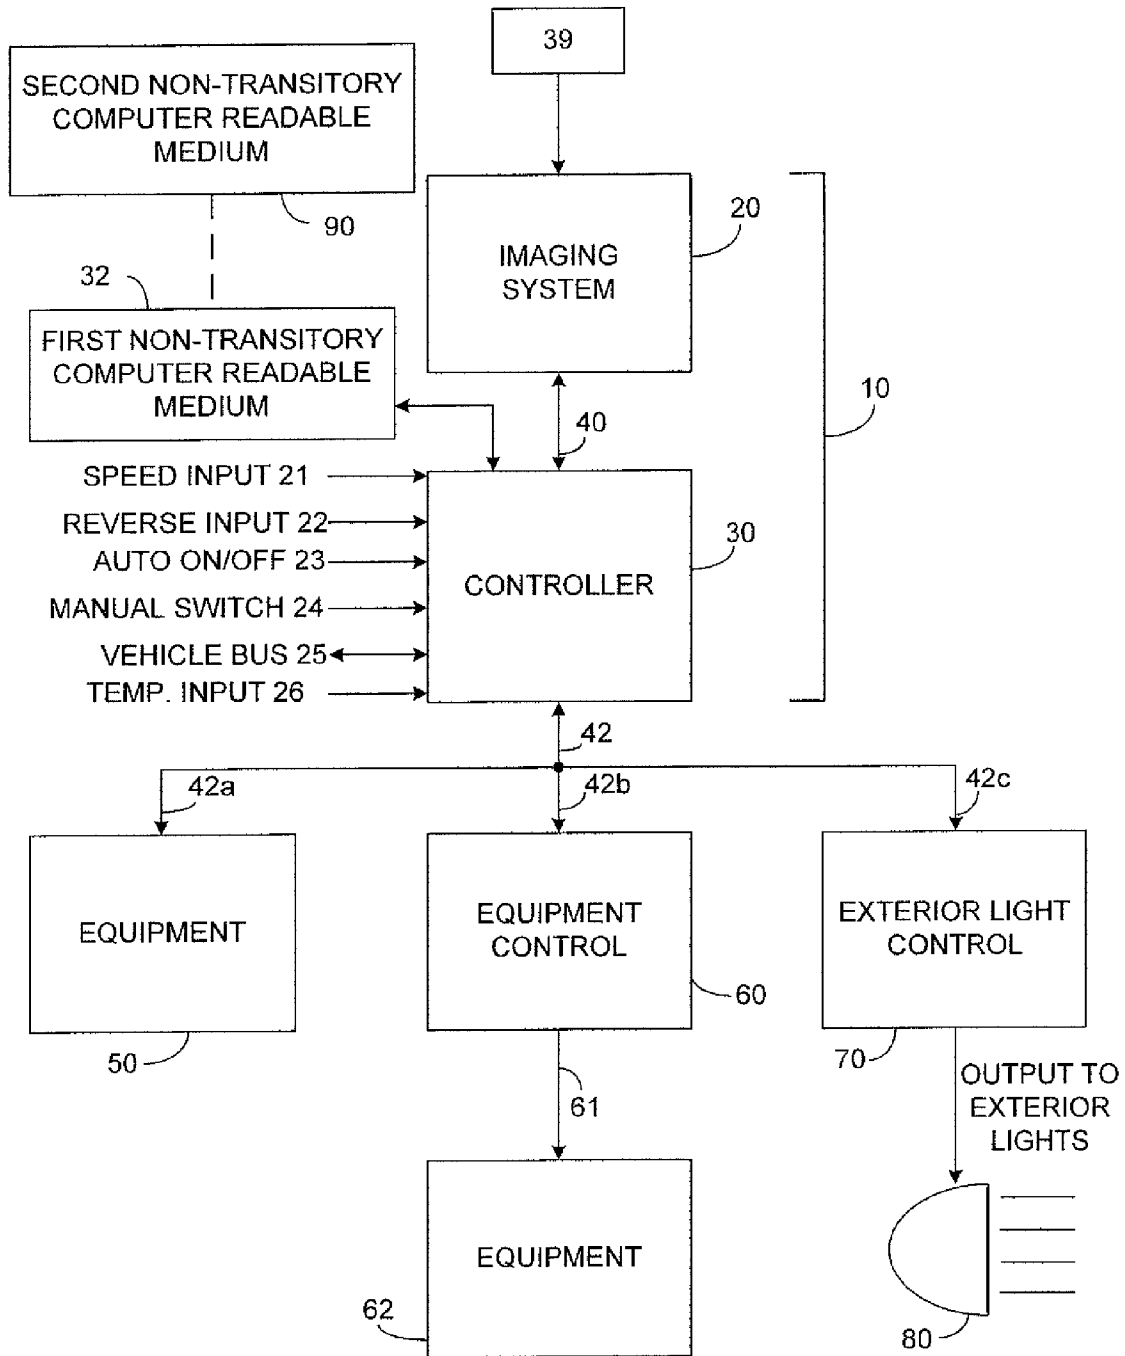 39
SECOND NON-TRANSITORY
COMPUTER READABLE
MEDIUM
90
20
IMAGING
SYSTEM
32
FIRST NON-TRANSITORY
COMPUTER READABLE
MEDIUM
10
40
SPEED INPUT 21
REVERSE INPUT 22
AUTO ON/OFF 23
MANUAL SWITCH 24
VEHICLE BUS 25
TEMP. INPUT 26
30
CONTROLLER
42
42a
42b
42c
EQUIPMENT
50
EQUIPMENT
CONTROL
60
EXTERIOR LIGHT
CONTROL
70
61
OUTPUT TO
EXTERIOR
LIGHTS
EQUIPMENT
62
80